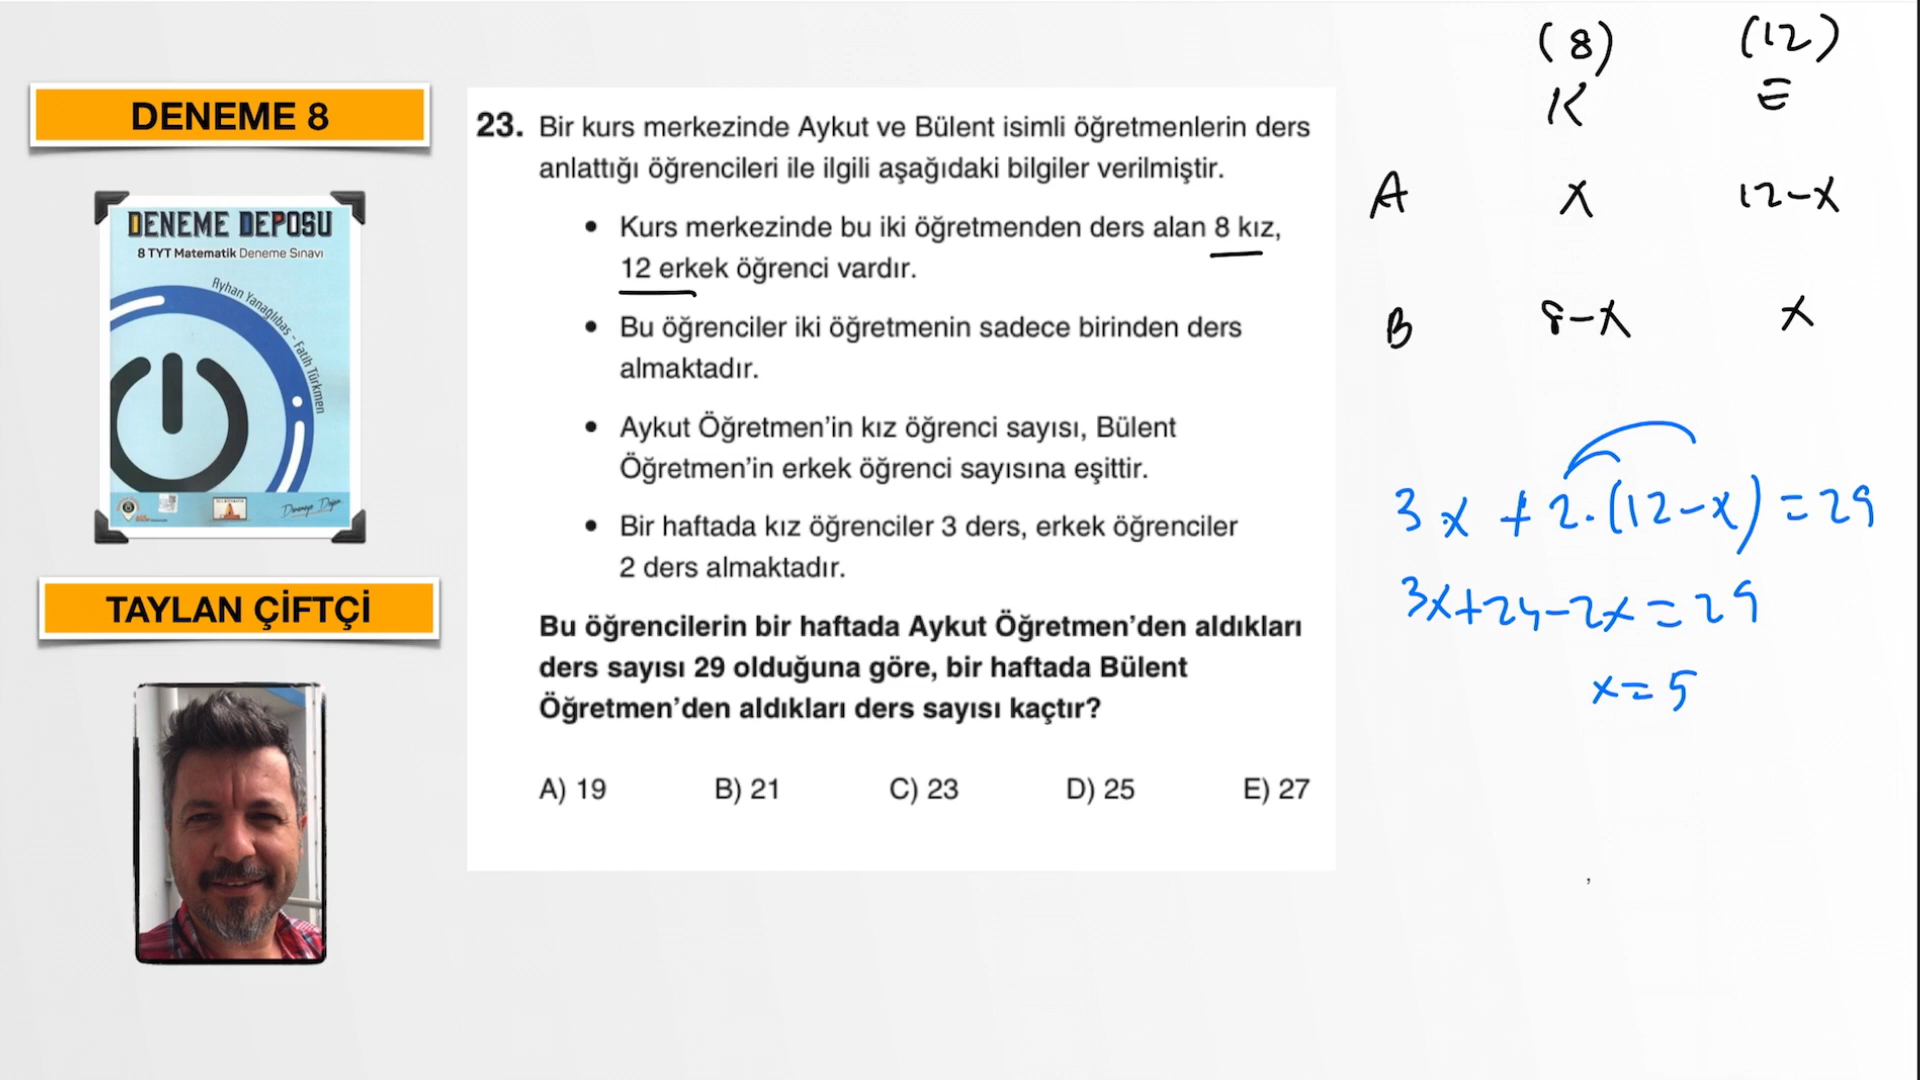 DENEME 8
DENEME DEPOSU
8 TYT Matematik Deneme Sınavı
Ayhan Yanağlıbaş - Fatih Türkmen
TAYLAN ÇİFTÇİ
23. Bir kurs merkezinde Aykut ve Bülent isimli öğretmenlerin ders
anlattığı öğrencileri ile ilgili aşağıdaki bilgiler verilmiştir.
• Kurs merkezinde bu iki öğretmenden ders alan 8 kız,
12 erkek öğrenci vardır.
• Bu öğrenciler iki öğretmenin sadece birinden ders
almaktadır.
• Aykut Öğretmen'in kız öğrenci sayısı, Bülent
Öğretmen'in erkek öğrenci sayısına eşittir.
• Bir haftada kız öğrenciler 3 ders, erkek öğrenciler
2 ders almaktadır.
Bu öğrencilerin bir haftada Aykut Öğretmen'den aldıkları
ders sayısı 29 olduğuna göre, bir haftada Bülent
Öğretmen'den aldıkları ders sayısı kaçtır?
A) 19 B) 21 C) 23 D) 25 E) 27
(8) (12)
K E
A x 12-x
B 8-x x
3x + 2.(12-x) = 29
3x+24-2x=29
x=5